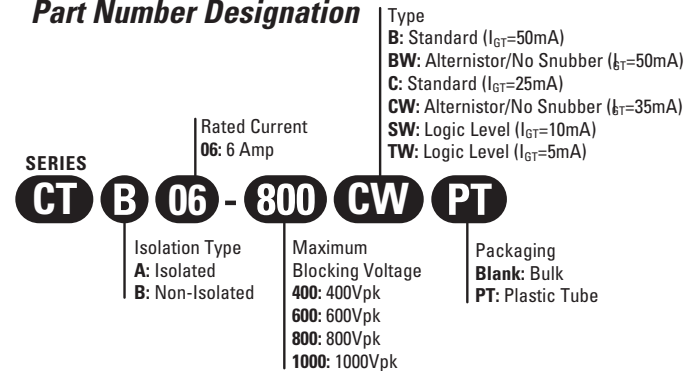 Part Number Designation
Type
B: Standard (IGT=50mA)
BW: Alternistor/No Snubber (IGT=50mA)
C: Standard (IGT=25mA)
CW: Alternistor/No Snubber (IGT=35mA)
SW: Logic Level (IGT=10mA)
TW: Logic Level (IGT=5mA)
Rated Current
06: 6 Amp
SERIES
CT B 06 - 800 CW PT
Isolation Type
A: Isolated
B: Non-Isolated
Maximum
Blocking Voltage
400: 400Vpk
600: 600Vpk
800: 800Vpk
1000: 1000Vpk
Packaging
Blank: Bulk
PT: Plastic Tube